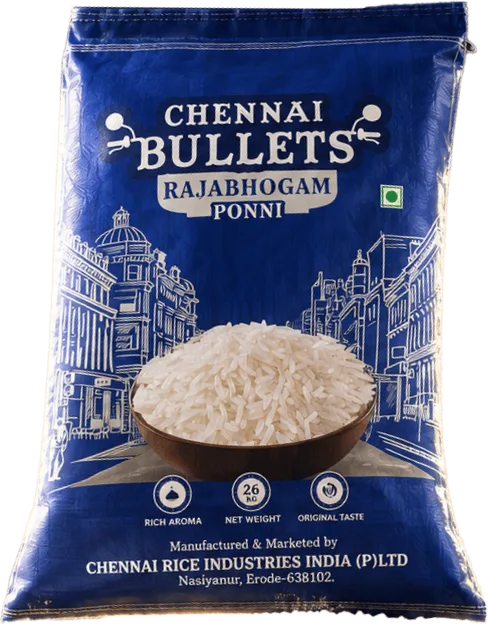 CHENNAI
BULLETS
RAJABHOGAM
PONNI
26
KG
RICH AROMA
NET WEIGHT
ORIGINAL TASTE
Manufactured & Marketed by
CHENNAI RICE INDUSTRIES INDIA (P)LTD
Nasiyanur, Erode-638102.